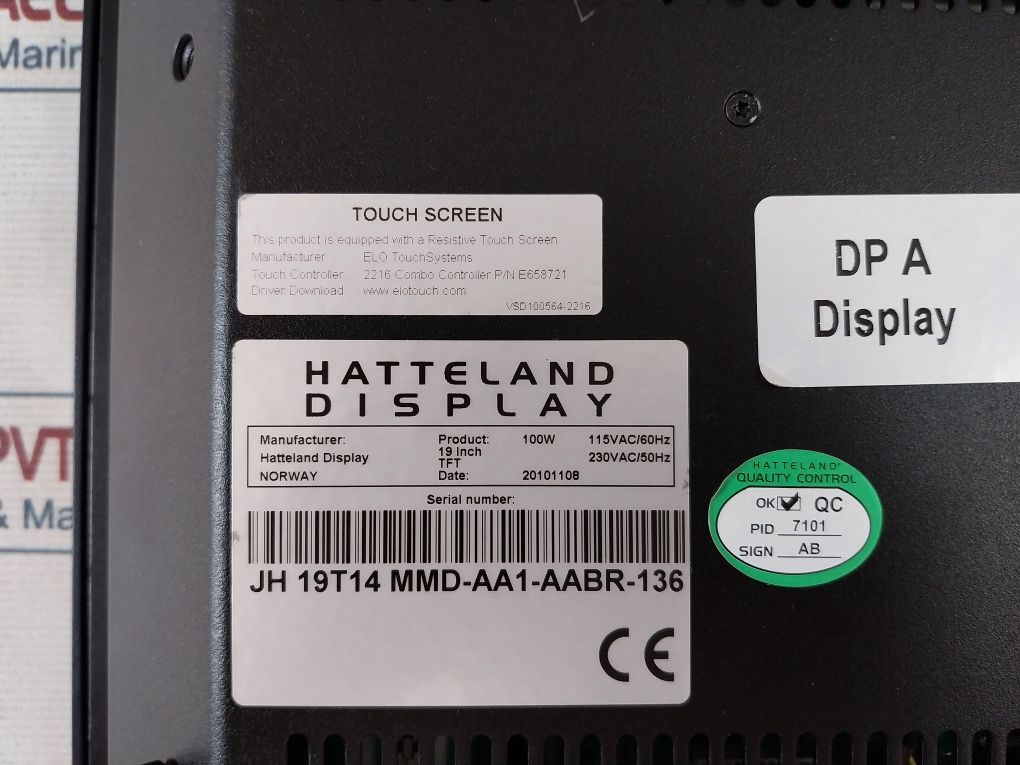 Marin
PVT
& Ma
TOUCH SCREEN
This product is equipped with a Resistive Touch Screen
Manufacturer : ELO TouchSystems
Touch Controller : 2216 Combo Controller P/N E658721
Driver Download : www.elotouch.com
VSD100564-2216
DP A
Display
HATTELAND
DISPLAY
Manufacturer: Product: 100W 115VAC/60Hz
Hatteland Display 19 Inch 230VAC/50Hz
TFT
NORWAY Date: 20101108
Serial number:
JH 19T14 MMD-AA1-AABR-136
CE
HATTELAND®
QUALITY CONTROL
OK QC
PID 7101
SIGN AB